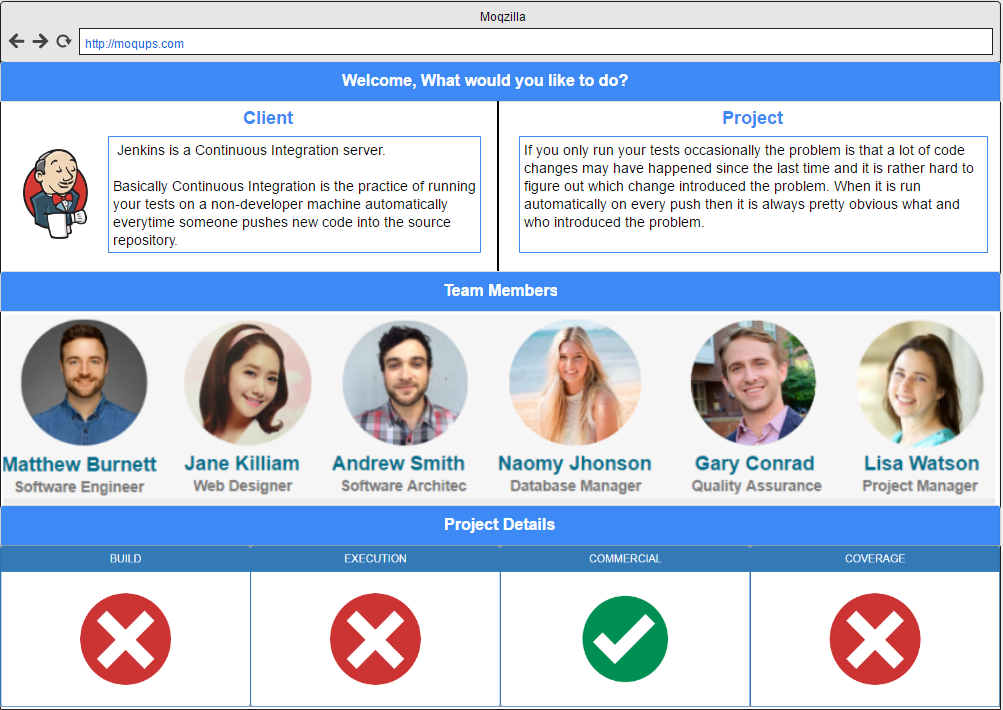 Moqzilla
http://moqups.com
Welcome, What would you like to do?
Client
Jenkins is a Continuous Integration server.
Basically Continuous Integration is the practice of running
your tests on a non-developer machine automatically
everytime someone pushes new code into the source
repository.
Project
If you only run your tests occasionally the problem is that a lot of code
changes may have happened since the last time and it is rather hard to
figure out which change introduced the problem. When it is run
automatically on every push then it is always pretty obvious what and
who introduced the problem.
Team Members
Matthew Burnett
Software Engineer
Jane Killiam
Web Designer
Andrew Smith
Software Architec
Naomy Jhonson
Database Manager
Gary Conrad
Quality Assurance
Lisa Watson
Project Manager
Project Details
BUILD
EXECUTION
COMMERCIAL
COVERAGE